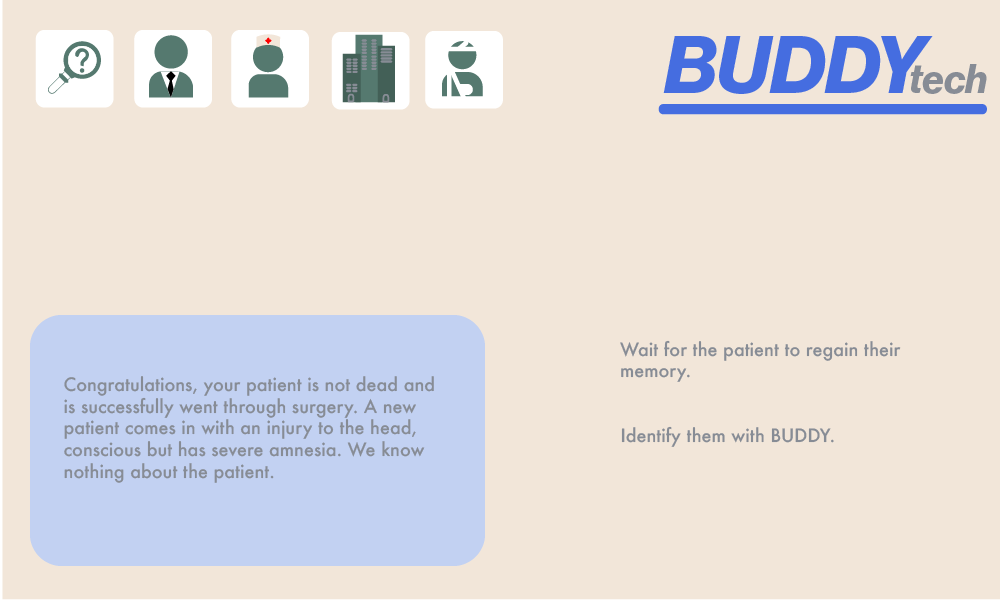 ?
BUDDYtech
Congratulations, your patient is not dead and
is successfully went through surgery. A new
patient comes in with an injury to the head,
conscious but has severe amnesia. We know
nothing about the patient.
Wait for the patient to regain their
memory.
Identify them with BUDDY.